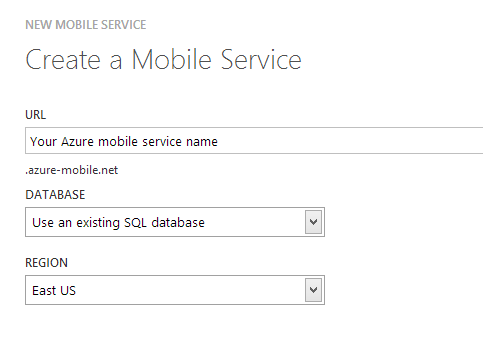 NEW MOBILE SERVICE
Create a Mobile Service
URL
Your Azure mobile service name
.azure-mobile.net
DATABASE
Use an existing SQL database
REGION
East US